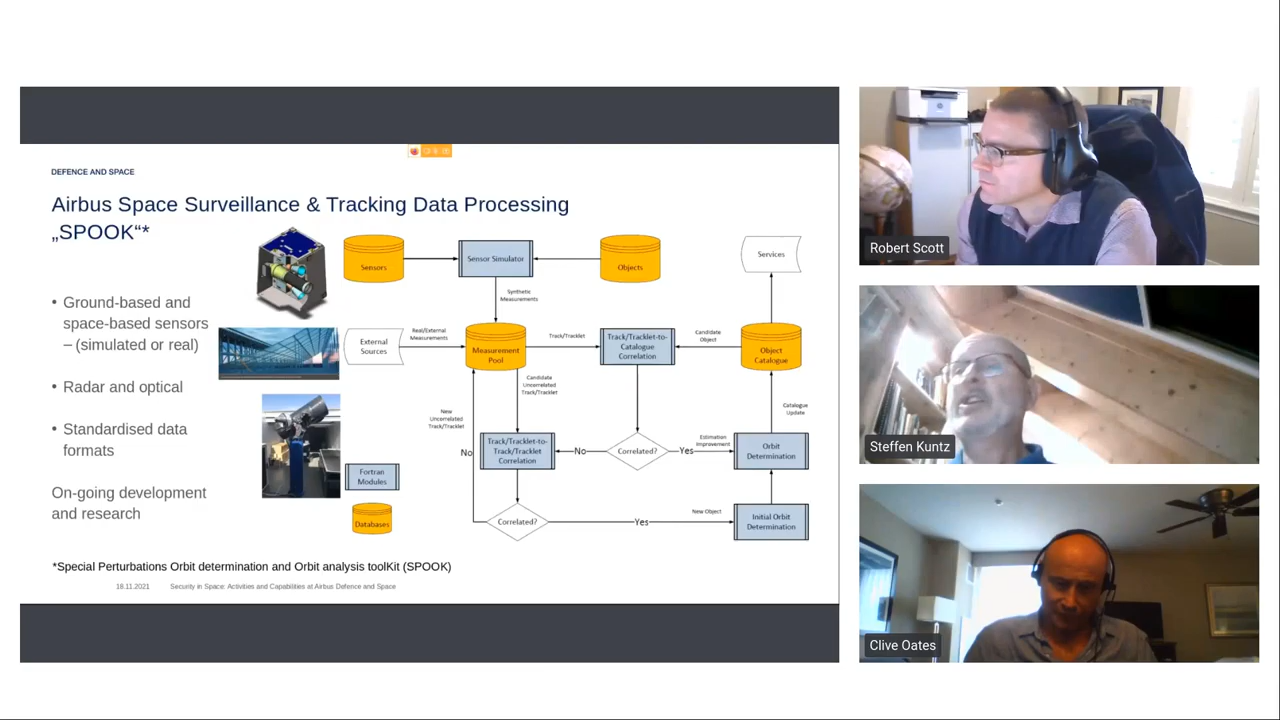 DEFENCE AND SPACE
Airbus Space Surveillance & Tracking Data Processing
„SPOOK“*
• Ground-based and
space-based sensors
– (simulated or real)
• Radar and optical
• Standardised data
formats
On-going development
and research
Sensors
Sensor Simulator
Objects
Services
Synthetic
Measurements
External
Sources
Real/External
Measurements
Measurement
Pool
Track/Tracklet
Track/Tracklet-to-
Catalogue
Correlation
Candidate
Object
Object
Catalogue
Candidate
Uncorrelated
Track/Tracklet
New
Uncorrelated
Track/Tracklet
Catalogue
Update
No
Track/Tracklet-to-
Track/Tracklet
Correlation
No
Correlated?
Yes
Estimation
Improvement
Orbit
Determination
Fortran
Modules
Databases
Correlated?
Yes
New Object
Initial Orbit
Determination
*Special Perturbations Orbit determination and Orbit analysis toolKit (SPOOK)
18.11.2021 Security in Space: Activities and Capabilities at Airbus Defence and Space
Robert Scott
Steffen Kuntz
Clive Oates